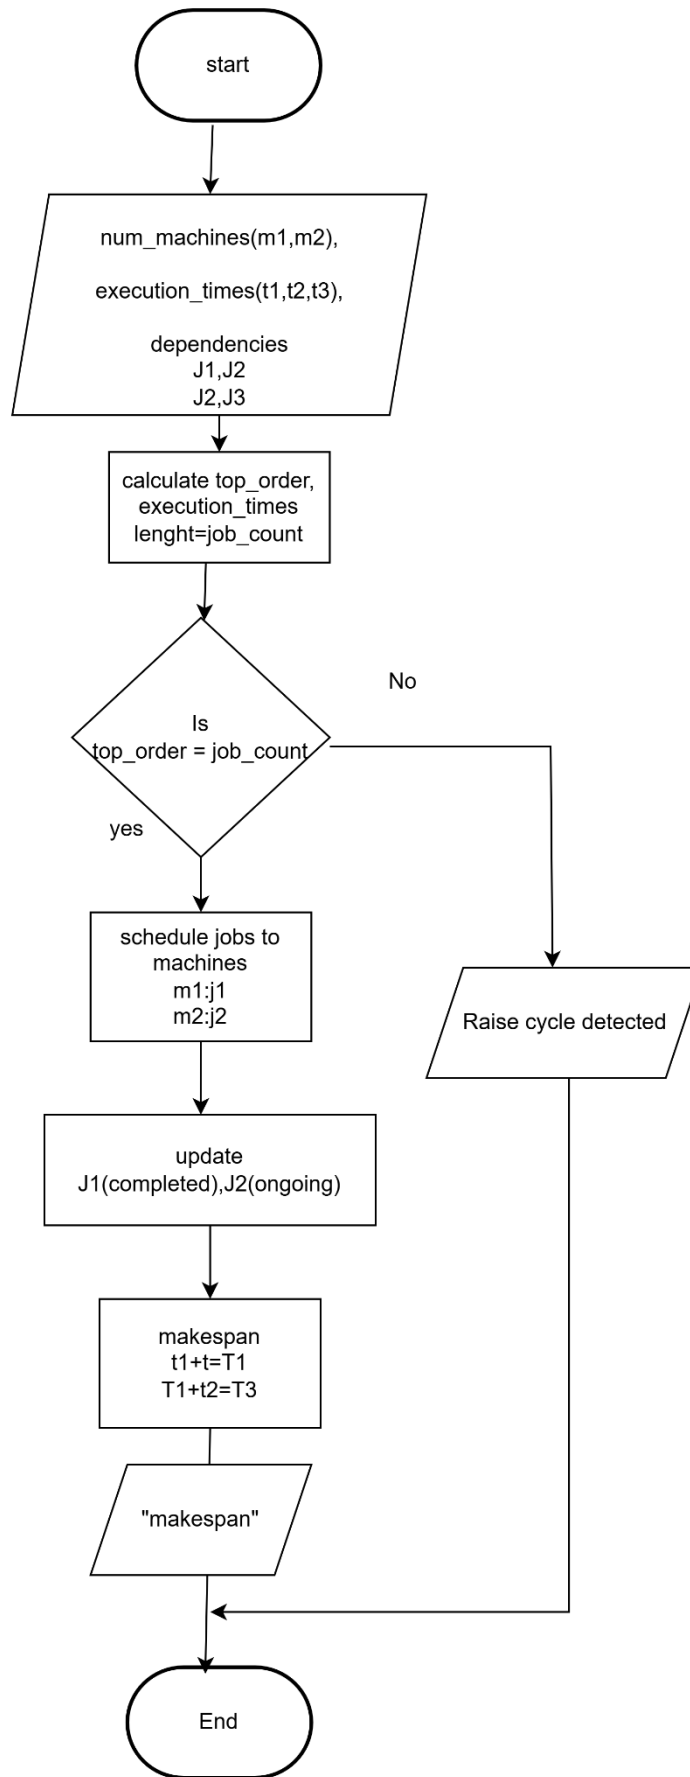 start
num_machines(m1,m2),
execution_times(t1,t2,t3),
dependencies
J1,J2
J2,J3
calculate top_order,
execution_times
lenght=job_count
Is
top_order = job_count
No
yes
schedule jobs to
machines
m1:j1
m2:j2
Raise cycle detected
update
J1(completed),J2(ongoing)
makespan
t1+t=T1
T1+t2=T3
"makespan"
End